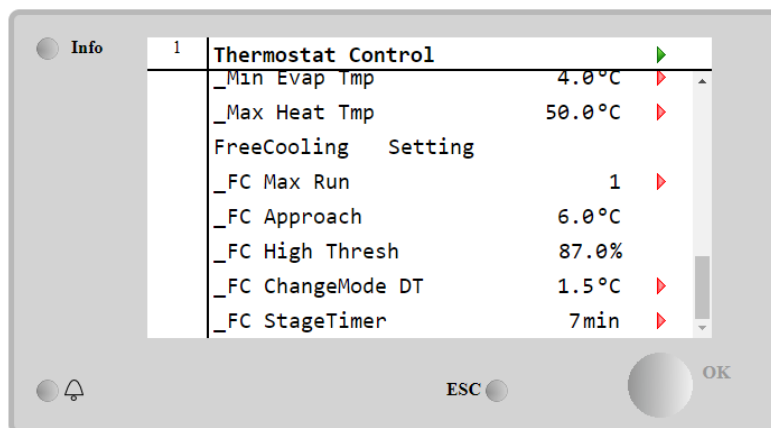 Info
1
Thermostat Control
_Min Evap Tmp 4.0°C
_Max Heat Tmp 50.0°C
FreeCooling Setting
_FC Max Run 1
_FC Approach 6.0°C
_FC High Thresh 87.0%
_FC ChangeMode DT 1.5°C
_FC StageTimer 7min
ESC
OK